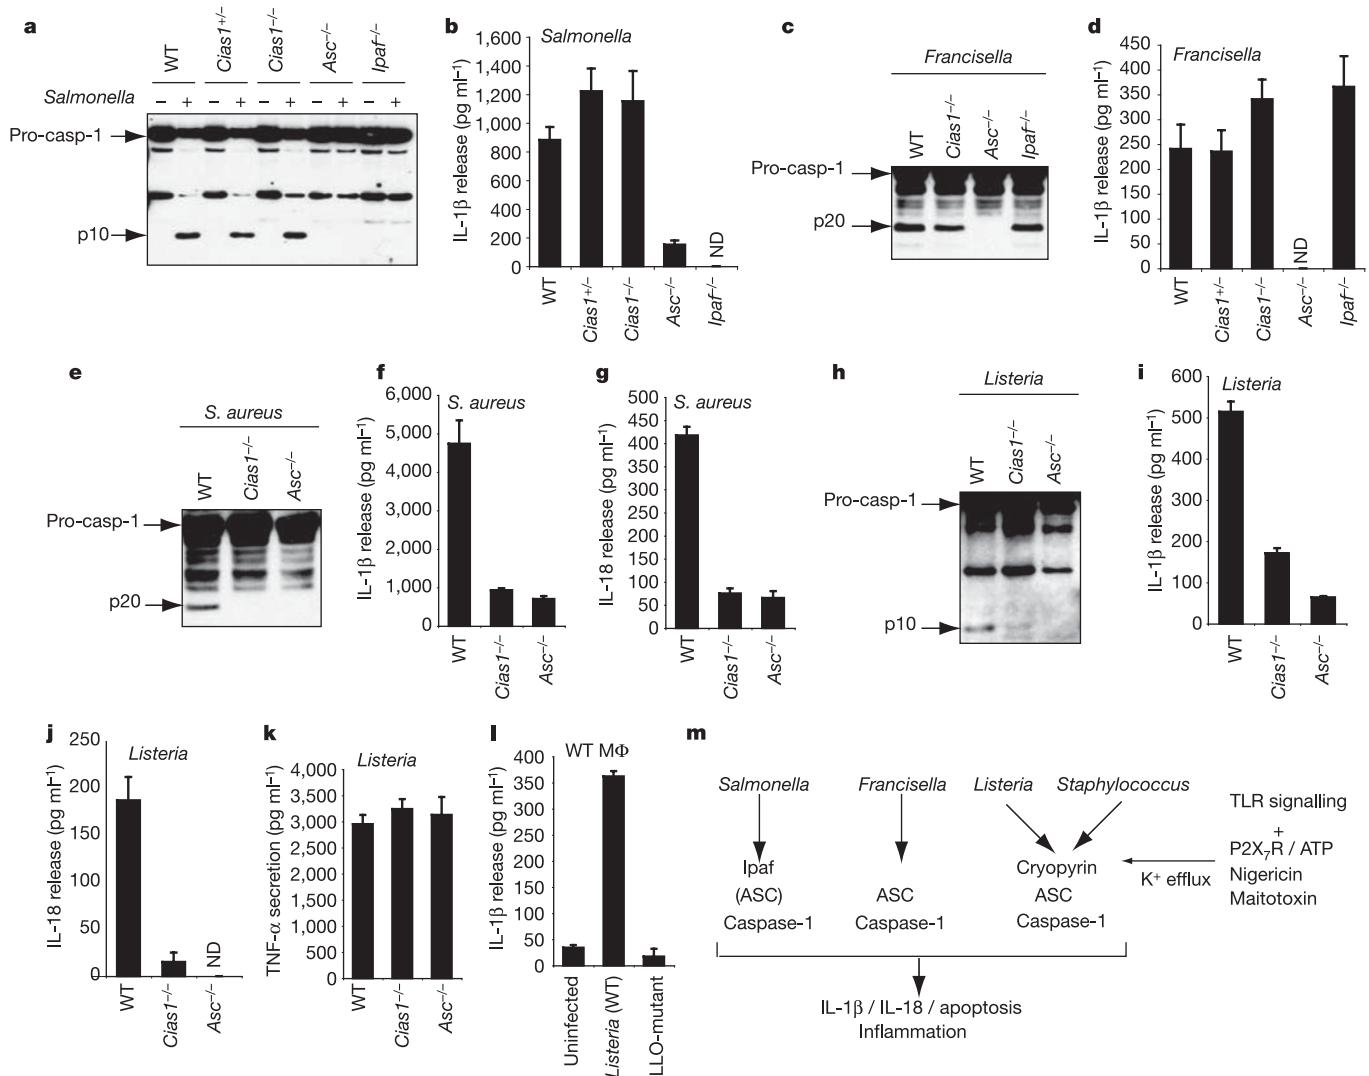 a
WT
Cias1+/–
Cias1–/–
Asc–/–
Ipaf–/–
Salmonella – + – + – + – + – +
Pro-casp-1
p10
b
Salmonella
IL-1β release (pg ml–1)
1,600
1,400
1,200
1,000
800
600
400
200
0
ND
WT
Cias1+/–
Cias1–/–
Asc–/–
Ipaf–/–
c
Francisella
WT
Cias1–/–
Asc–/–
Ipaf–/–
Pro-casp-1
p20
d
Francisella
IL-1β release (pg ml–1)
450
400
350
300
250
200
150
100
50
0
ND
WT
Cias1+/–
Cias1–/–
Asc–/–
Ipaf–/–
e
S. aureus
WT
Cias1–/–
Asc–/–
Pro-casp-1
p20
f
S. aureus
IL-1β release (pg ml–1)
6,000
5,000
4,000
3,000
2,000
1,000
0
WT
Cias1–/–
Asc–/–
g
S. aureus
IL-18 release (pg ml–1)
450
400
350
300
250
200
150
100
50
0
WT
Cias1–/–
Asc–/–
h
Listeria
WT
Cias1–/–
Asc–/–
Pro-casp-1
p10
i
Listeria
IL-1β release (pg ml–1)
600
500
400
300
200
100
0
WT
Cias1–/–
Asc–/–
j
Listeria
IL-18 release (pg ml–1)
250
200
150
100
50
0
ND
WT
Cias1–/–
Asc–/–
k
Listeria
TNF-α secretion (pg ml–1)
4,000
3,500
3,000
2,500
2,000
1,500
1,000
500
0
WT
Cias1–/–
Asc–/–
l
WT MΦ
IL-1β release (pg ml–1)
400
350
300
250
200
150
100
50
0
Uninfected
Listeria (WT)
LLO-mutant
m
Salmonella
Francisella
Listeria
Staphylococcus
TLR signalling
+
P2X7R / ATP
Nigericin
Maitotoxin
K+ efflux
Ipaf
(ASC)
Caspase-1
ASC
Caspase-1
Cryopyrin
ASC
Caspase-1
IL-1β / IL-18 / apoptosis
Inflammation